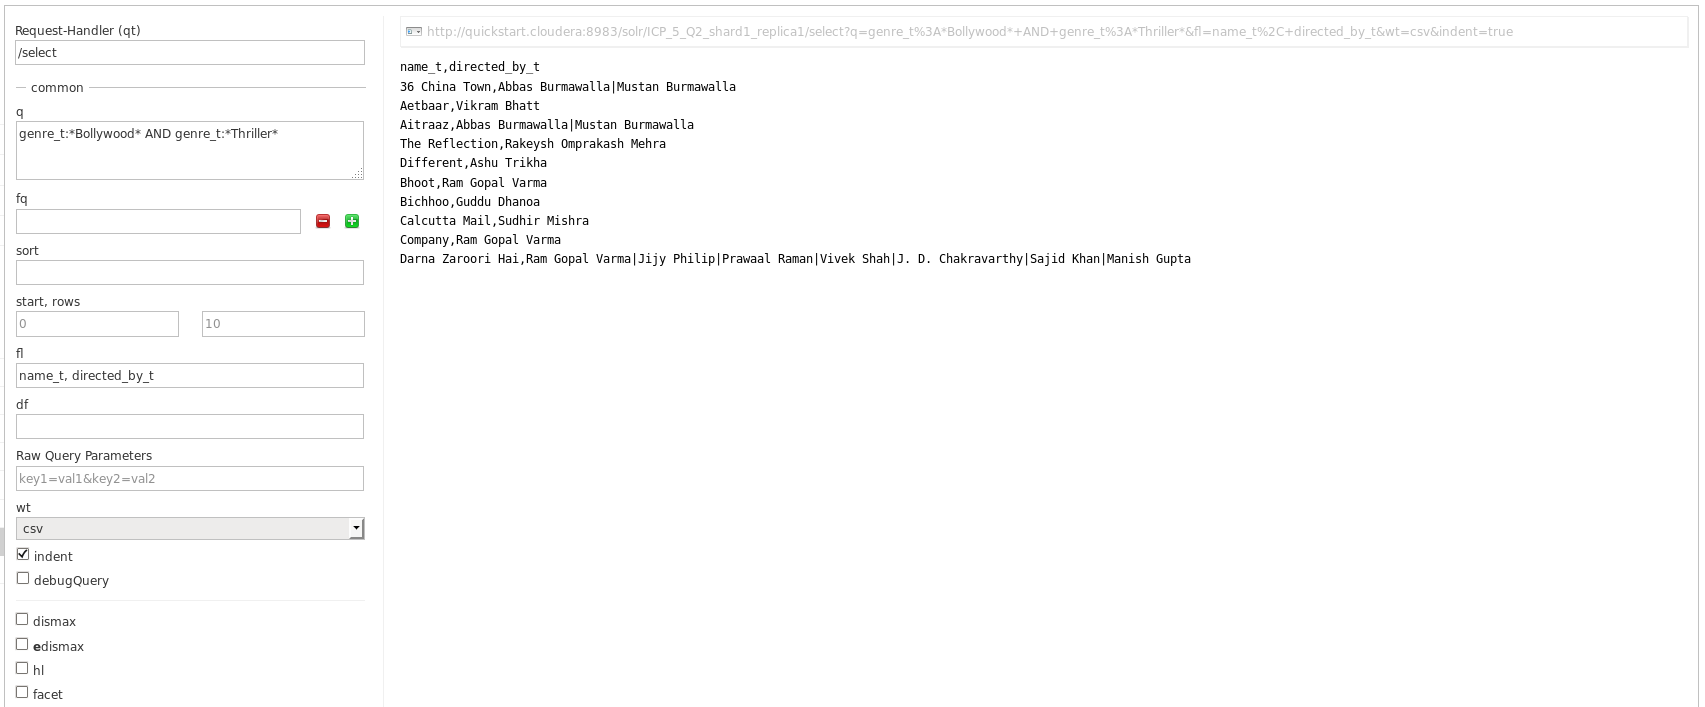 Request-Handler (qt)
/select
common
q
genre_t:*Bollywood* AND genre_t:*Thriller*
fq
sort
start, rows
0 10
fl
name_t, directed_by_t
df
Raw Query Parameters
key1=val1&key2=val2
wt
csv
indent
debugQuery
dismax
edismax
hl
facet
http://quickstart.cloudera:8983/solr/ICP_5_Q2_shard1_replica1/select?q=genre_t%3A*Bollywood*+AND+genre_t%3A*Thriller*&fl=name_t%2C+directed_by_t&wt=csv&indent=true
name_t,directed_by_t
36 China Town,Abbas Burmawalla|Mustan Burmawalla
Aetbaar,Vikram Bhatt
Aitraaz,Abbas Burmawalla|Mustan Burmawalla
The Reflection,Rakeysh Omprakash Mehra
Different,Ashu Trikha
Bhoot,Ram Gopal Varma
Bichhoo,Guddu Dhanoa
Calcutta Mail,Sudhir Mishra
Company,Ram Gopal Varma
Darna Zaroori Hai,Ram Gopal Varma|Jijy Philip|Prawaal Raman|Vivek Shah|J. D. Chakravarthy|Sajid Khan|Manish Gupta